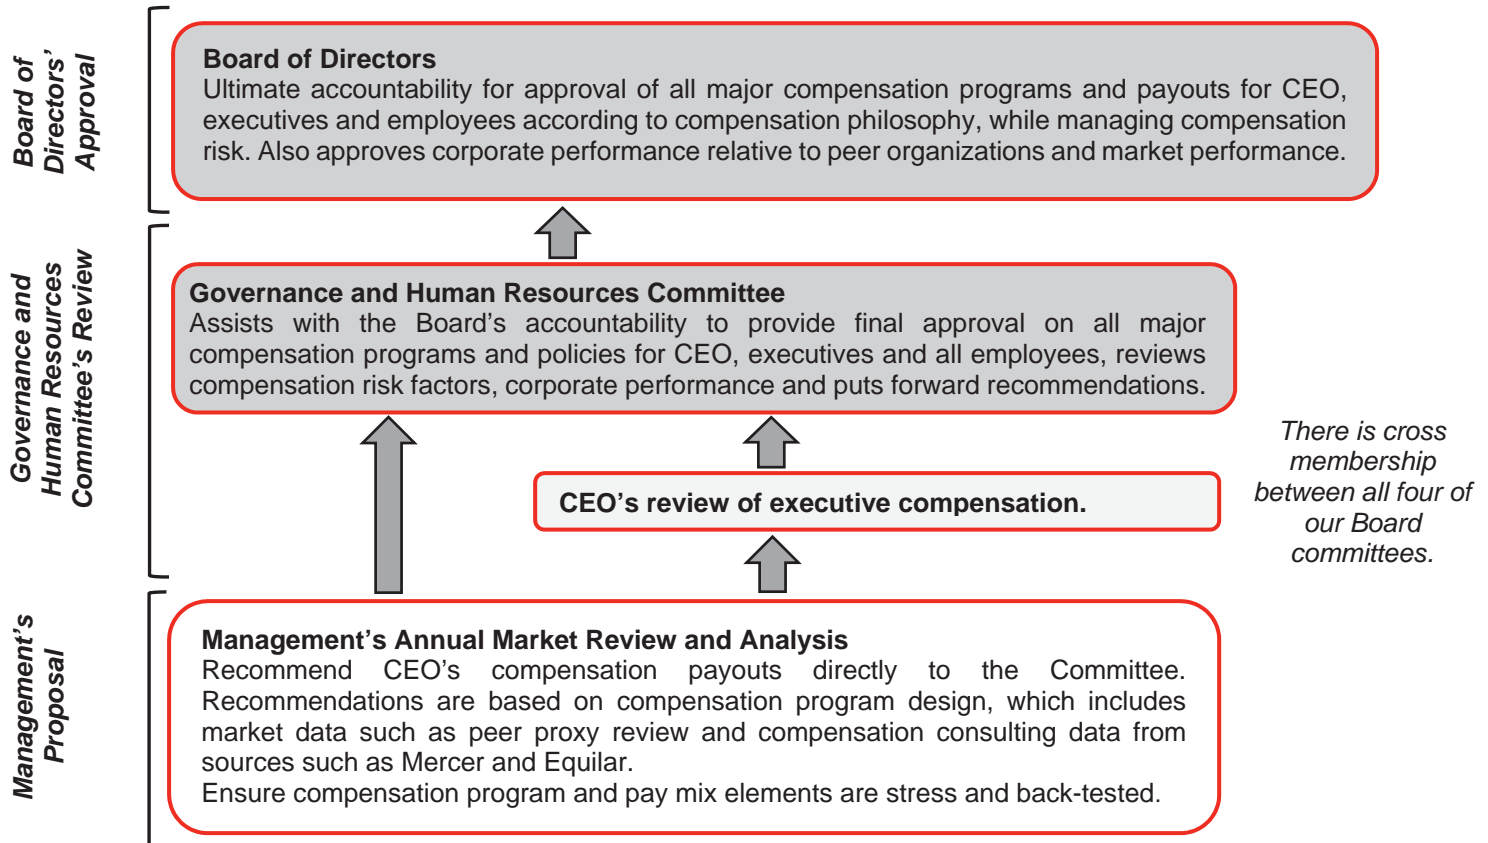 Board of
Directors’
Approval
Board of Directors
Ultimate accountability for approval of all major compensation programs and payouts for CEO,
executives and employees according to compensation philosophy, while managing compensation
risk. Also approves corporate performance relative to peer organizations and market performance.
Governance and
Human Resources
Committee’s Review
Governance and Human Resources Committee
Assists with the Board’s accountability to provide final approval on all major
compensation programs and policies for CEO, executives and all employees, reviews
compensation risk factors, corporate performance and puts forward recommendations.
There is cross
membership
between all four of
our Board
committees.
CEO’s review of executive compensation.
Management’s
Proposal
Management’s Annual Market Review and Analysis
Recommend CEO’s compensation payouts directly to the Committee.
Recommendations are based on compensation program design, which includes
market data such as peer proxy review and compensation consulting data from
sources such as Mercer and Equilar.
Ensure compensation program and pay mix elements are stress and back-tested.